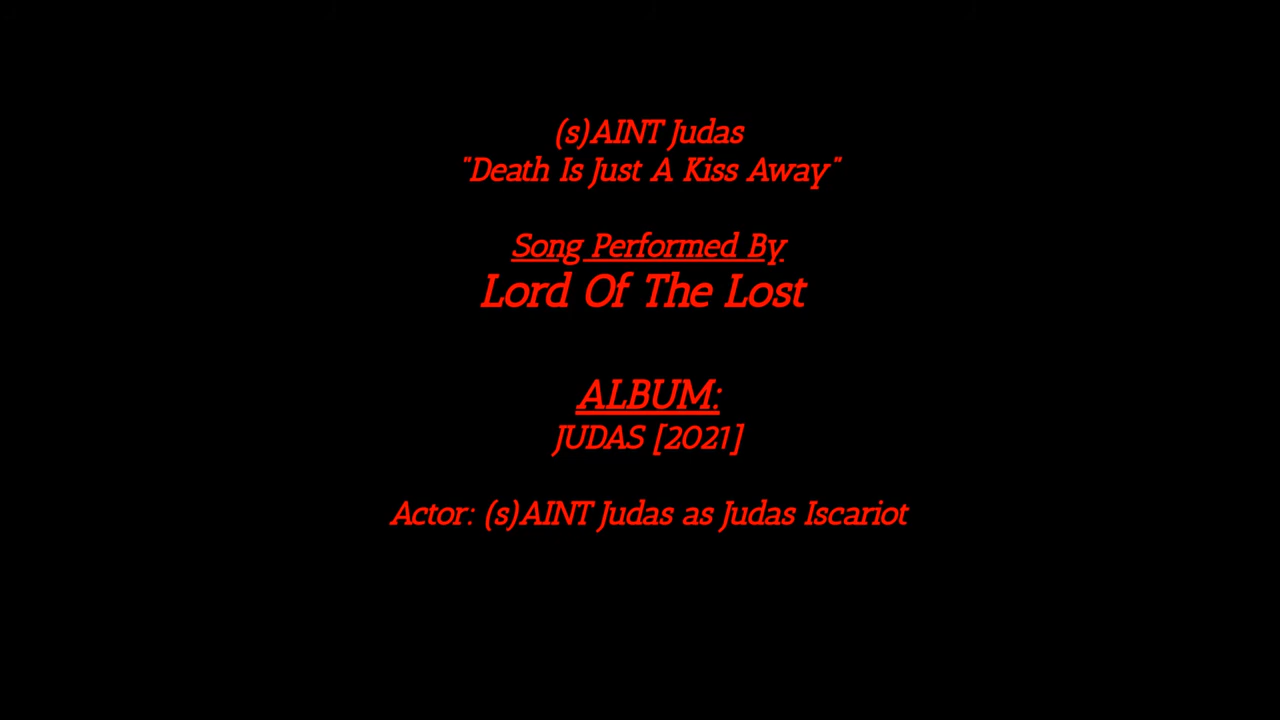 (s)AINT Judas
"Death Is Just A Kiss Away"
Song Performed By
Lord Of The Lost
ALBUM:
JUDAS [2021]
Actor: (s)AINT Judas as Judas Iscariot